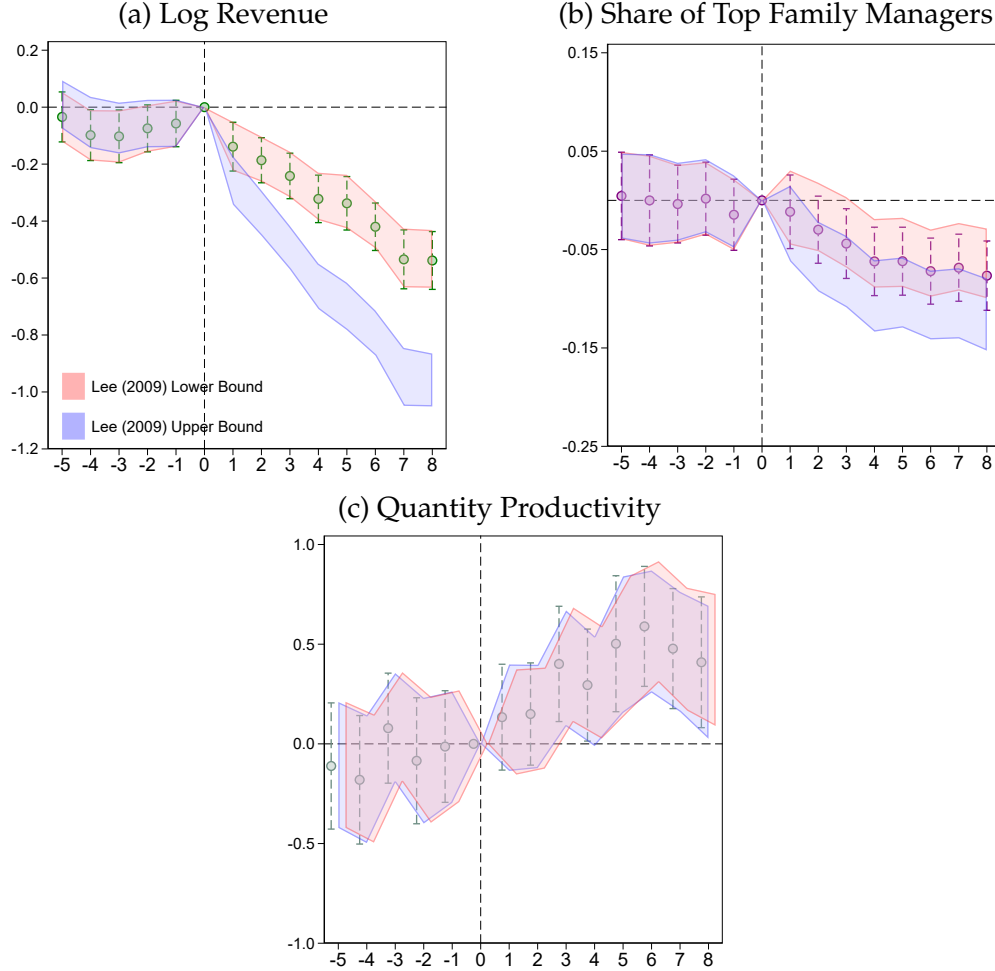 (a) Log Revenue
0.2
0.0
-0.2
-0.4
-0.6
-0.8
-1.0
-1.2
Lee (2009) Lower Bound
Lee (2009) Upper Bound
-5 -4 -3 -2 -1 0 1 2 3 4 5 6 7 8
(b) Share of Top Family Managers
0.15
0.05
-0.05
-0.15
-0.25
-5 -4 -3 -2 -1 0 1 2 3 4 5 6 7 8
(c) Quantity Productivity
1.0
0.5
0.0
-0.5
-1.0
-5 -4 -3 -2 -1 0 1 2 3 4 5 6 7 8